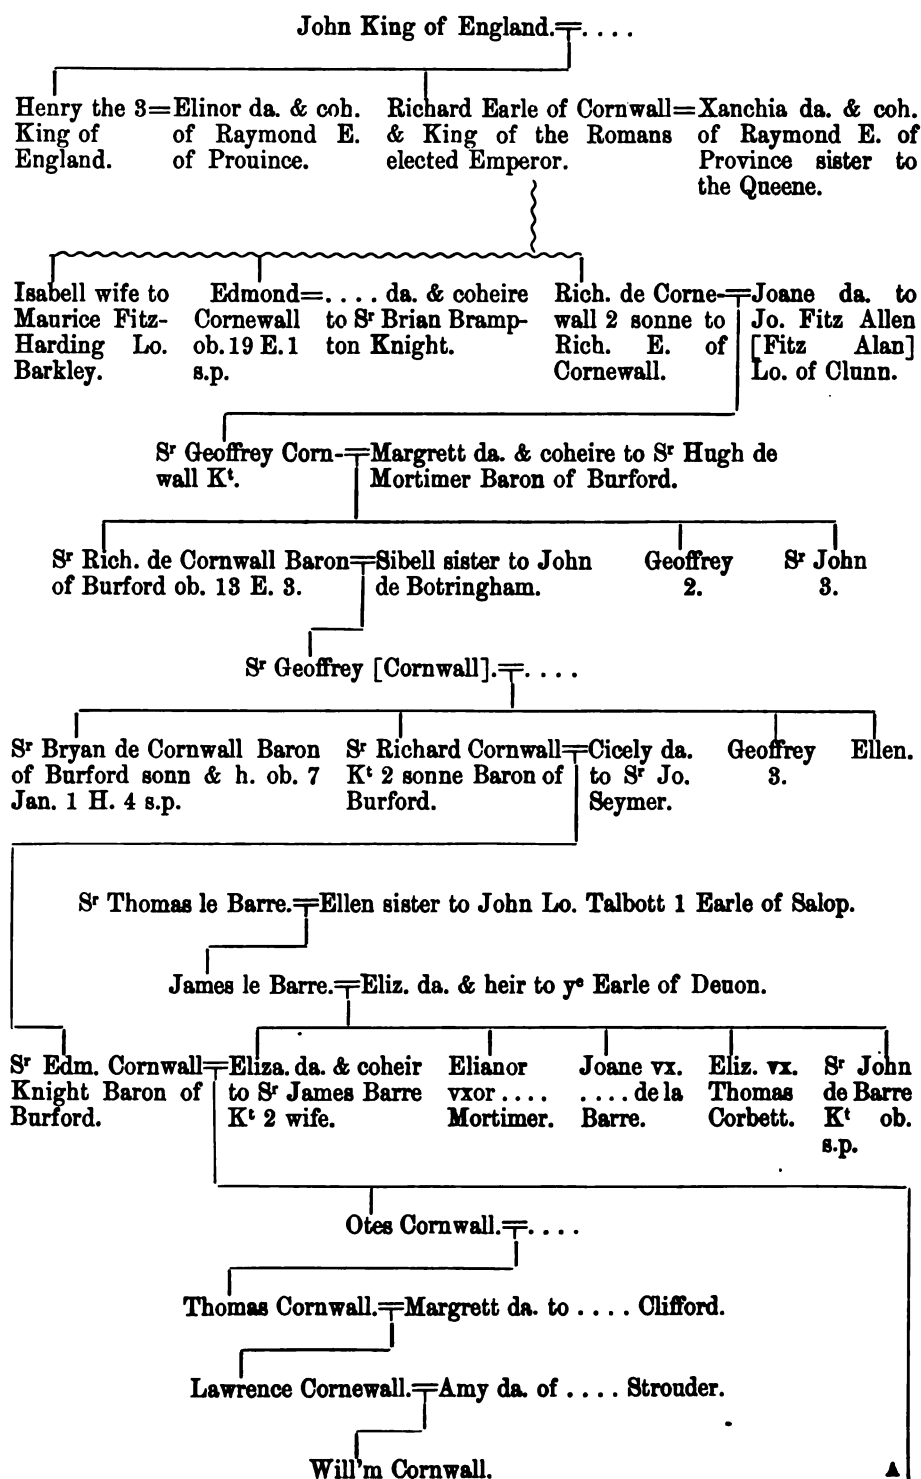 John King of England.=. . . .
Henry the 3=Elinor da. & coh. Richard Earle of Cornwall=Xanchia da. & coh.
King of of Raymond E. & King of the Romans of Raymond E. of
England. of Prouince. elected Emperor. Province sister to
the Queene.
Isabell wife to Edmond=. . . . da. & coheire Rich. de Corne-=Joane da. to
Maurice Fitz- Cornewall to Sr Brian Bramp- wall 2 sonne to Jo. Fitz Allen
Harding Lo. ob. 19 E. 1 ton Knight. Rich. E. of [Fitz Alan]
Barkley. s.p. Cornewall. Lo. of Clunn.
Sr Geoffrey Corn-=Margrett da. & coheire to Sr Hugh de
wall Kt. Mortimer Baron of Burford.
Sr Rich. de Cornwall Baron=Sibell sister to John Geoffrey Sr John
of Burford ob. 13 E. 3. de Botringham. 2. 3.
Sr Geoffrey [Cornwall].=. . . .
Sr Bryan de Cornwall Baron Sr Richard Cornwall=Cicely da. Geoffrey Ellen.
of Burford sonn & h. ob. 7 Kt 2 sonne Baron of to Sr Jo. 3.
Jan. 1 H. 4 s.p. Burford. Seymer.
Sr Thomas le Barre.=Ellen sister to John Lo. Talbott 1 Earle of Salop.
James le Barre.=Eliz. da. & heir to ye Earle of Deuon.
Sr Edm. Cornwall=Eliza. da. & coheir Elianor Joane vx. Eliz. vx. Sr John
Knight Baron of to Sr James Barre vxor . . . . . . . . de la Thomas de Barre
Burford. Kt 2 wife. Mortimer. Barre. Corbett. Kt ob.
s.p.
Otes Cornwall.=. . . .
Thomas Cornwall.=Margrett da. to . . . . Clifford.
Lawrence Cornewall.=Amy da. of . . . . Strouder.
Will'm Cornwall. A